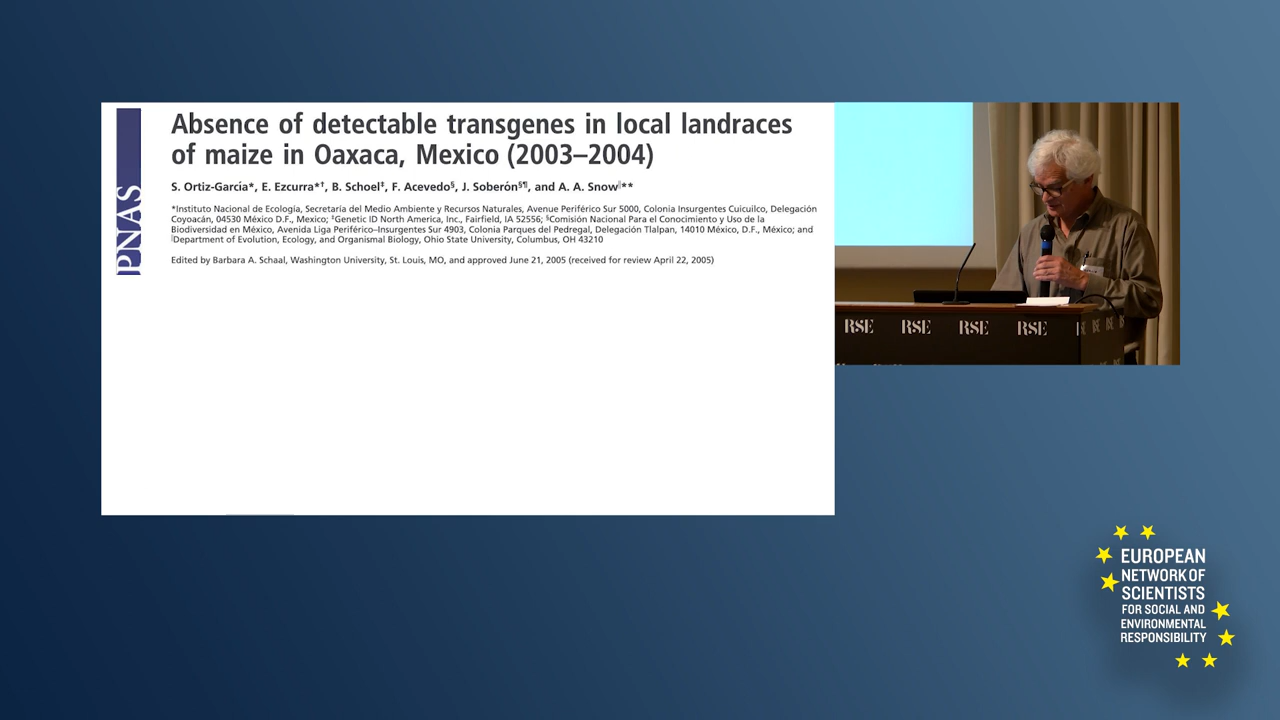 Absence of detectable transgenes in local landraces
of maize in Oaxaca, Mexico (2003–2004)
S. Ortiz-García*, E. Ezcurra*†, B. Schoel‡, F. Acevedo§, J. Soberón§¶, and A. A. Snow‖**
*Instituto Nacional de Ecología, Secretaría del Medio Ambiente y Recursos Naturales, Avenue Periférico Sur 5000, Colonia Insurgentes Cuicuilco, Delegación
Coyoacán, 04530 México D.F., Mexico; ‡Genetic ID North America, Inc., Fairfield, IA 52556; §Comisión Nacional Para el Conocimiento y Uso de la
Biodiversidad en México, Avenida Liga Periférico–Insurgentes Sur 4903, Colonia Parques del Pedregal, Delegación Tlalpan, 14010 México, D.F., México; and
‖Department of Evolution, Ecology, and Organismal Biology, Ohio State University, Columbus, OH 43210
Edited by Barbara A. Schaal, Washington University, St. Louis, MO, and approved June 21, 2005 (received for review April 22, 2005)
PNAS
RSE RSE RSE RSE
EUROPEAN
NETWORK OF
SCIENTISTS
FOR SOCIAL AND
ENVIRONMENTAL
RESPONSIBILITY